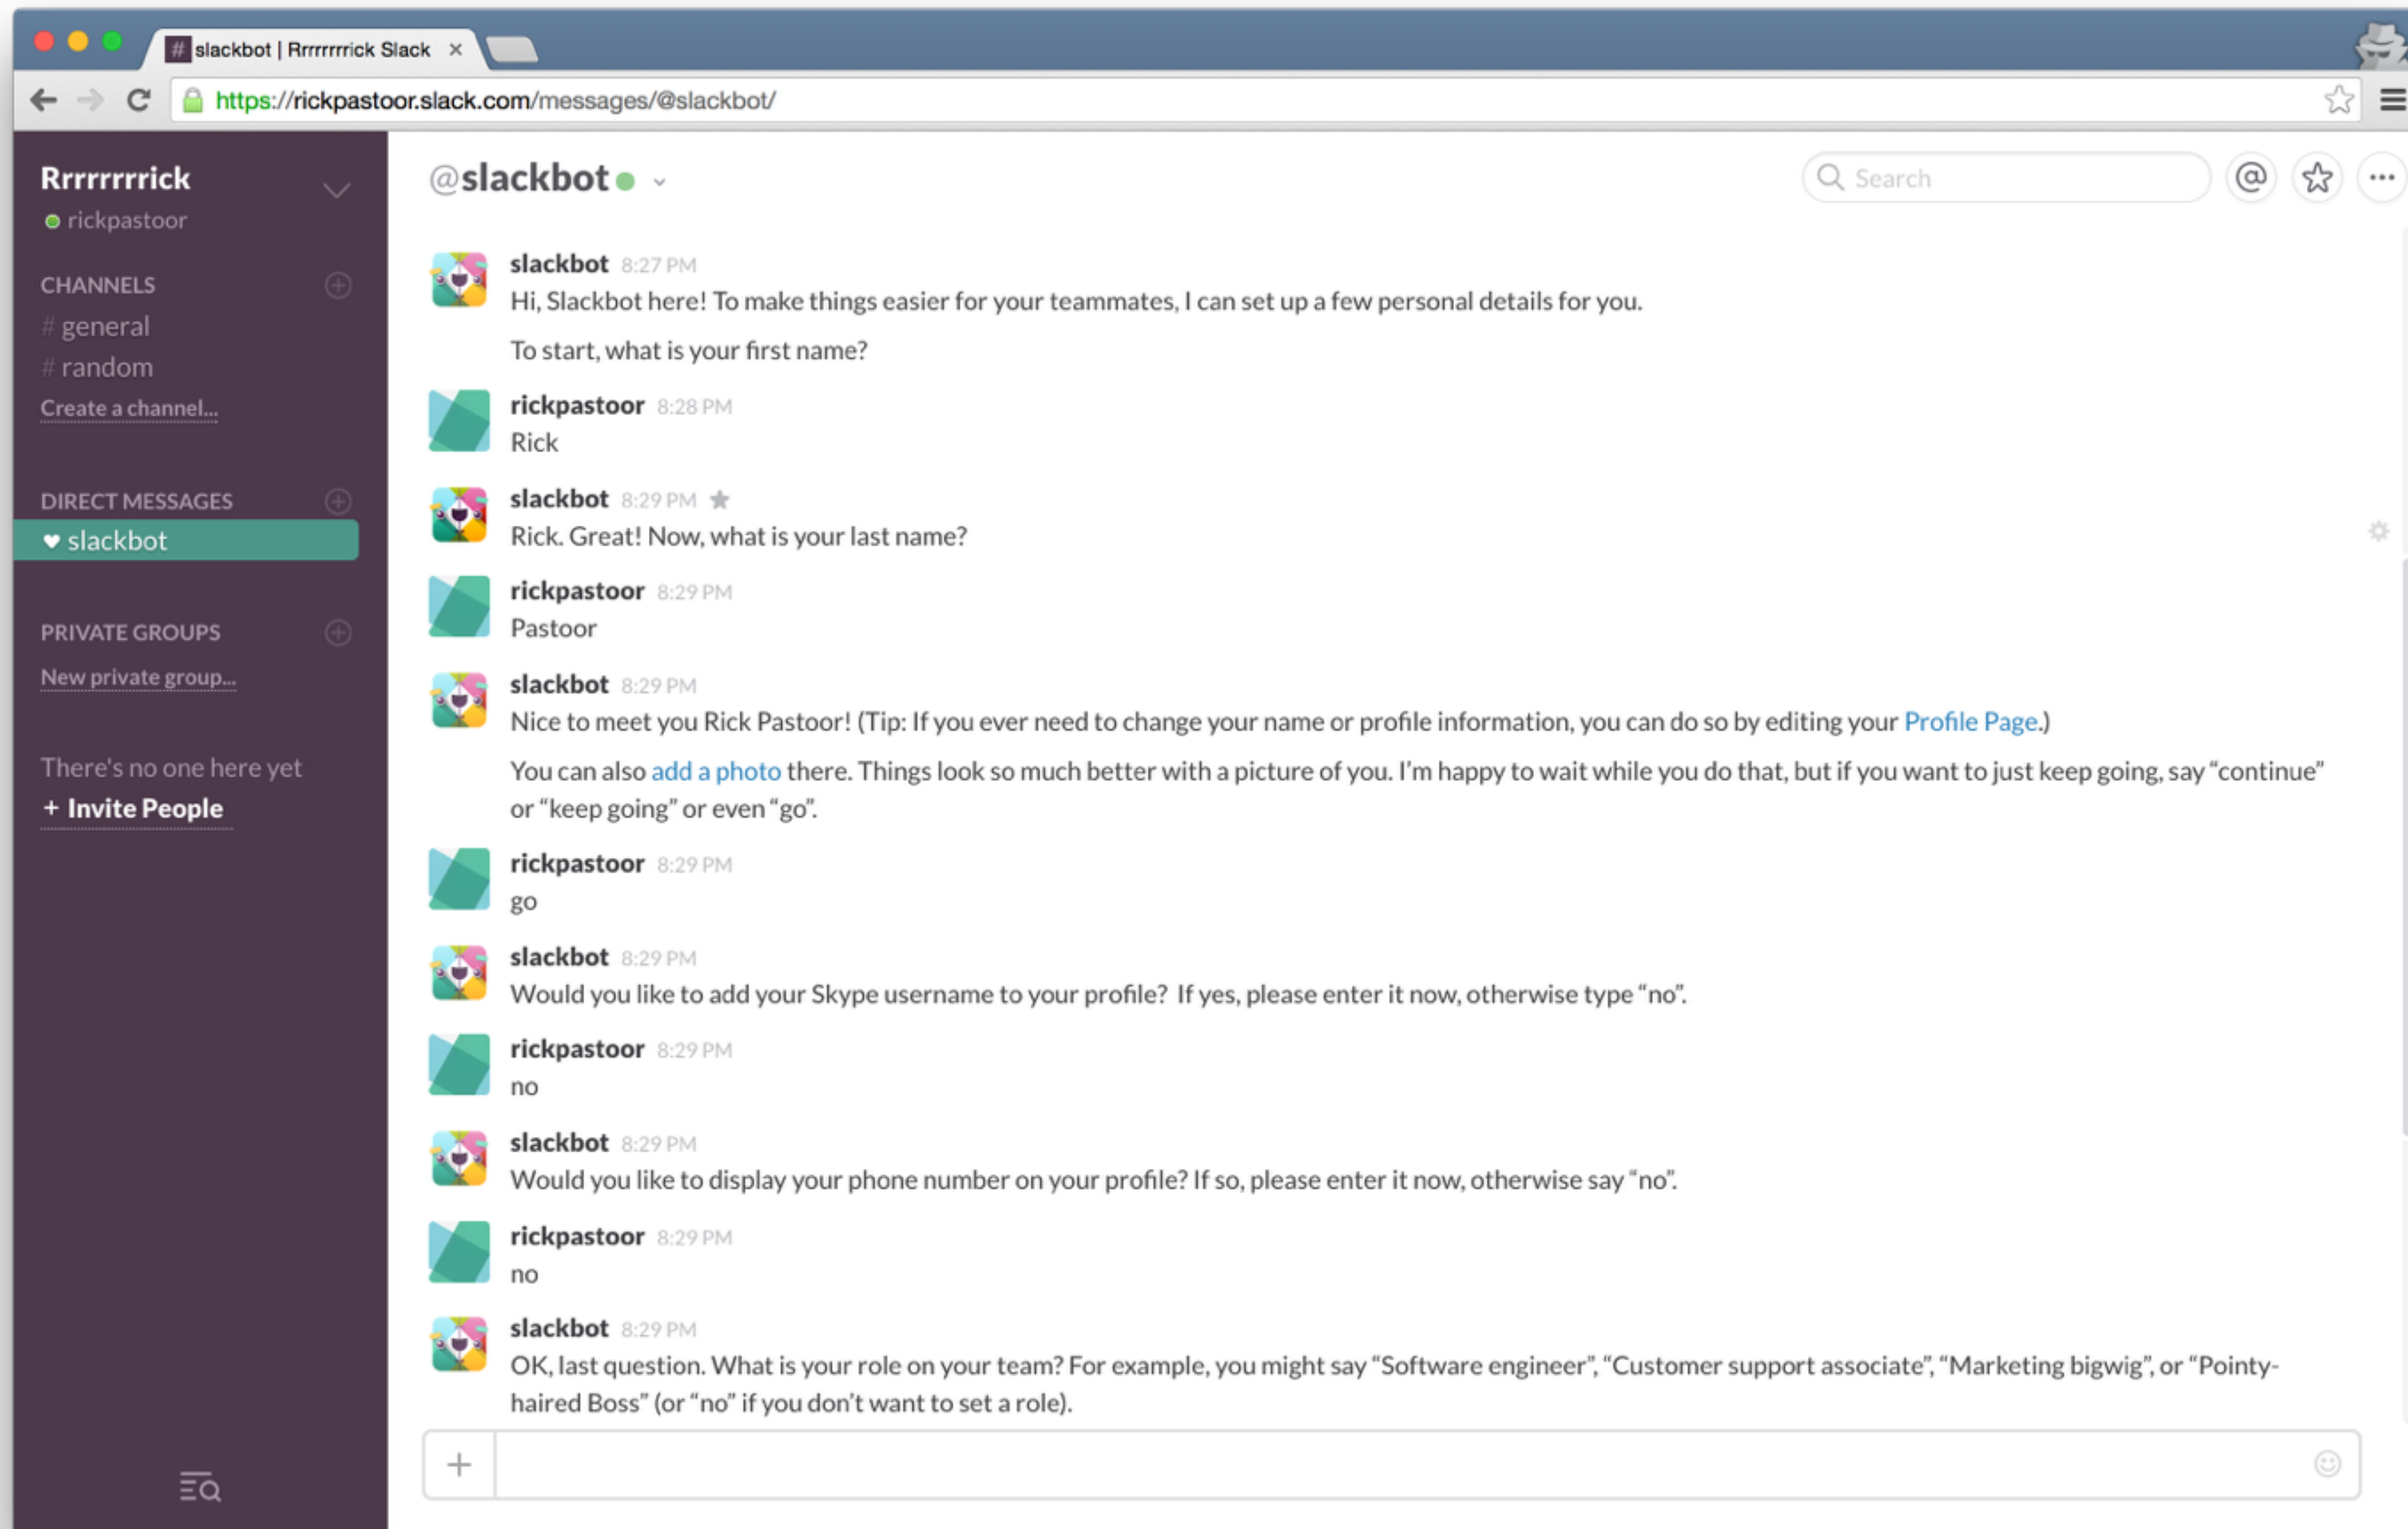 # slackbot | Rrrrrrrrick Slack ×
https://rickpastoor.slack.com/messages/@slackbot/
Rrrrrrrrick
rickpastoor
CHANNELS
# general
# random
Create a channel...
DIRECT MESSAGES
slackbot
PRIVATE GROUPS
New private group...
There's no one here yet
+ Invite People
@slackbot
Search
slackbot 8:27 PM
Hi, Slackbot here! To make things easier for your teammates, I can set up a few personal details for you.
To start, what is your first name?
rickpastoor 8:28 PM
Rick
slackbot 8:29 PM
Rick. Great! Now, what is your last name?
rickpastoor 8:29 PM
Pastoor
slackbot 8:29 PM
Nice to meet you Rick Pastoor! (Tip: If you ever need to change your name or profile information, you can do so by editing your Profile Page.)
You can also add a photo there. Things look so much better with a picture of you. I’m happy to wait while you do that, but if you want to just keep going, say “continue”
or “keep going” or even “go”.
rickpastoor 8:29 PM
go
slackbot 8:29 PM
Would you like to add your Skype username to your profile? If yes, please enter it now, otherwise type “no”.
rickpastoor 8:29 PM
no
slackbot 8:29 PM
Would you like to display your phone number on your profile? If so, please enter it now, otherwise say “no”.
rickpastoor 8:29 PM
no
slackbot 8:29 PM
OK, last question. What is your role on your team? For example, you might say “Software engineer”, “Customer support associate”, “Marketing bigwig”, or “Pointy-
haired Boss” (or “no” if you don’t want to set a role).